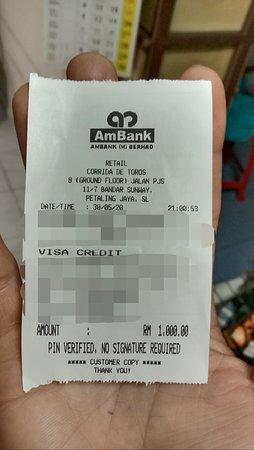 AmBank
AMBANK (M) BERHAD
RETAIL
CORRIDA DE TOROS
8 (GROUND FLOOR) JALAN PJS
11/7 BANDAR SUNWAY,
PETALING JAYA, SL
DATE/TIME : 30/05/20 21:00:53
VISA CREDIT
AMOUNT : RM 1,000.00
PIN VERIFIED, NO SIGNATURE REQUIRED
***** CUSTOMER COPY *****
THANK YOU!